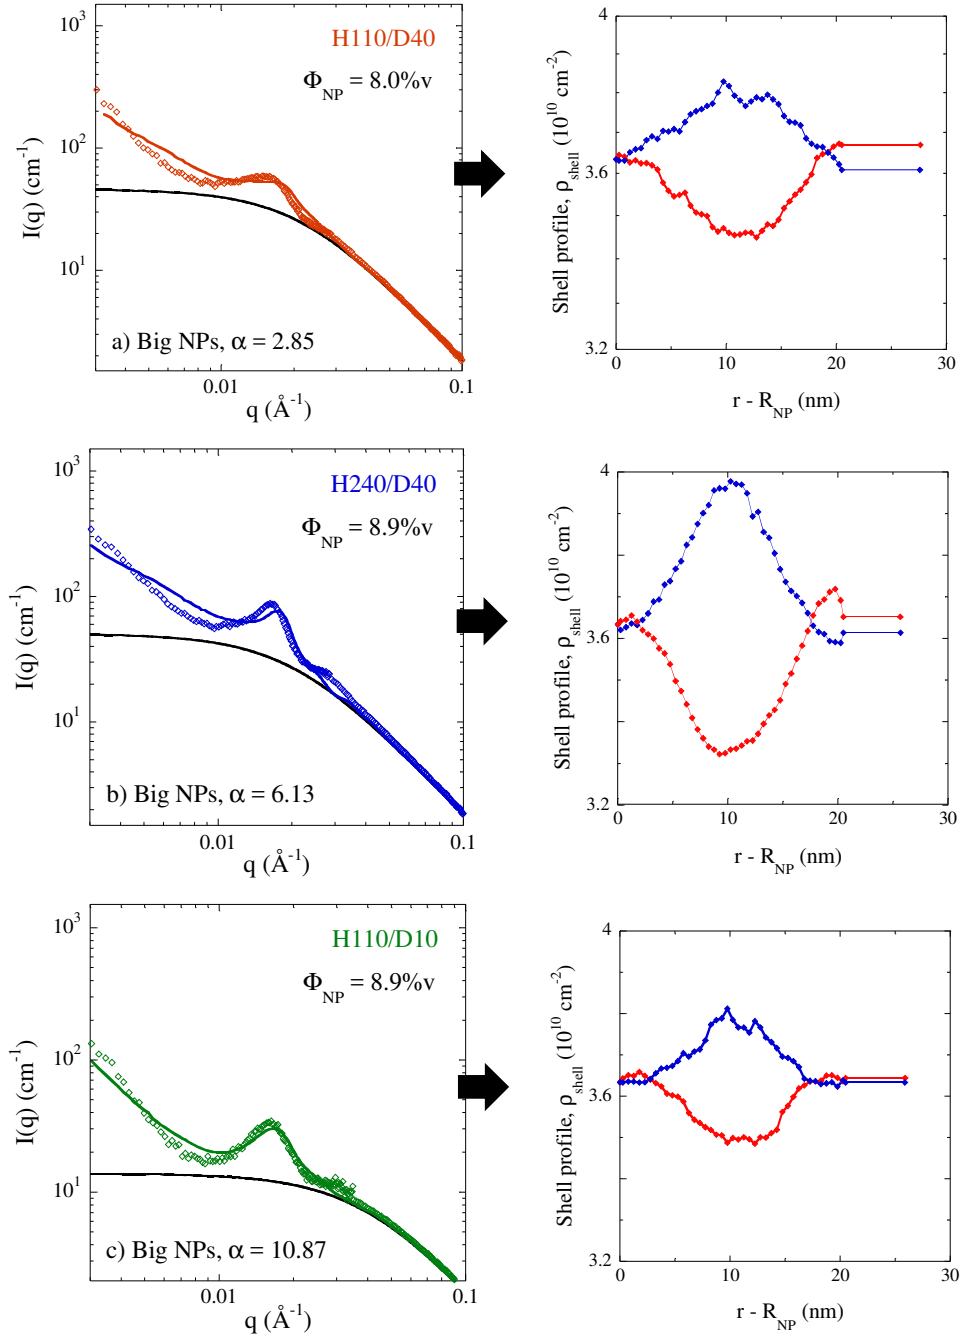 10³
H110/D40
Φ_NP = 8.0%v
I(q) (cm⁻¹)
10²
10¹
a) Big NPs, α = 2.85
0.01
0.1
q (Å⁻¹)
4
Shell profile, ρ_shell (10¹⁰ cm⁻²)
3.6
3.2
0
10
20
30
r - R_NP (nm)
10³
H240/D40
Φ_NP = 8.9%v
I(q) (cm⁻¹)
10²
10¹
b) Big NPs, α = 6.13
0.01
0.1
q (Å⁻¹)
4
Shell profile, ρ_shell (10¹⁰ cm⁻²)
3.6
3.2
0
10
20
30
r - R_NP (nm)
10³
H110/D10
Φ_NP = 8.9%v
I(q) (cm⁻¹)
10²
10¹
c) Big NPs, α = 10.87
0.01
0.1
q (Å⁻¹)
4
Shell profile, ρ_shell (10¹⁰ cm⁻²)
3.6
3.2
0
10
20
30
r - R_NP (nm)